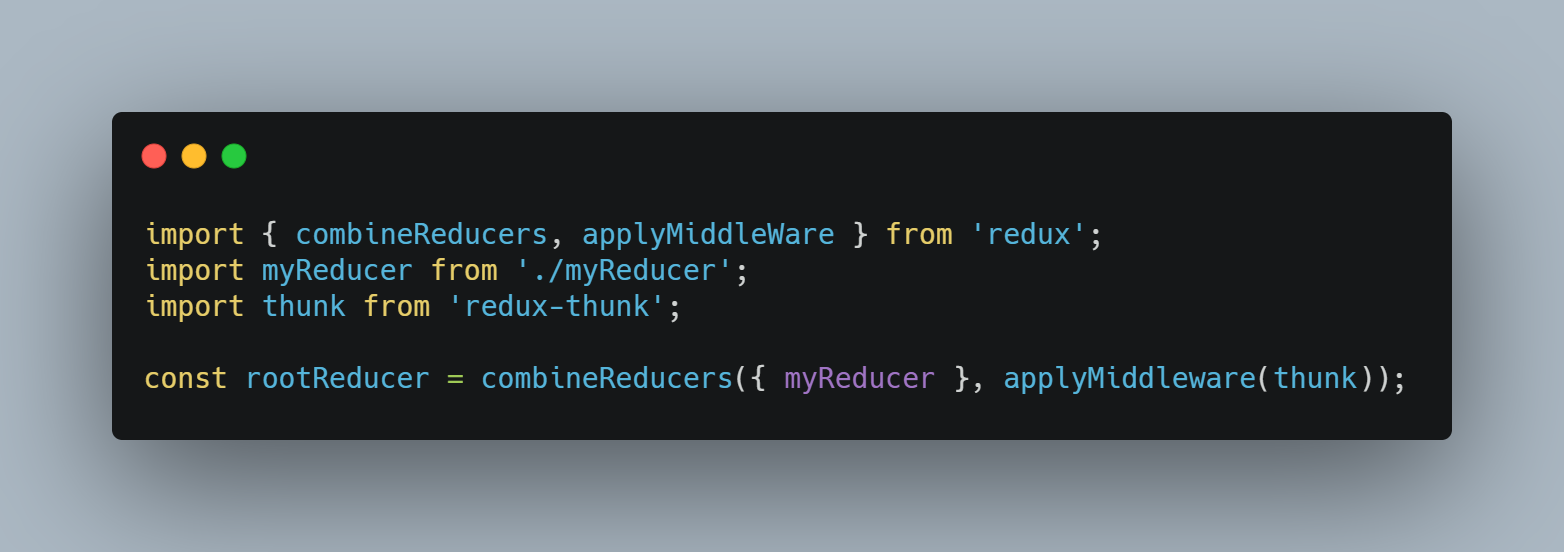 import { combineReducers, applyMiddleWare } from 'redux';
import myReducer from './myReducer';
import thunk from 'redux-thunk';
const rootReducer = combineReducers({ myReducer }, applyMiddleware(thunk));